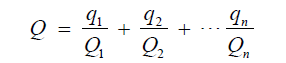 Q = q₁/Q₁ + q₂/Q₂ + ⋯ qₙ/Qₙ